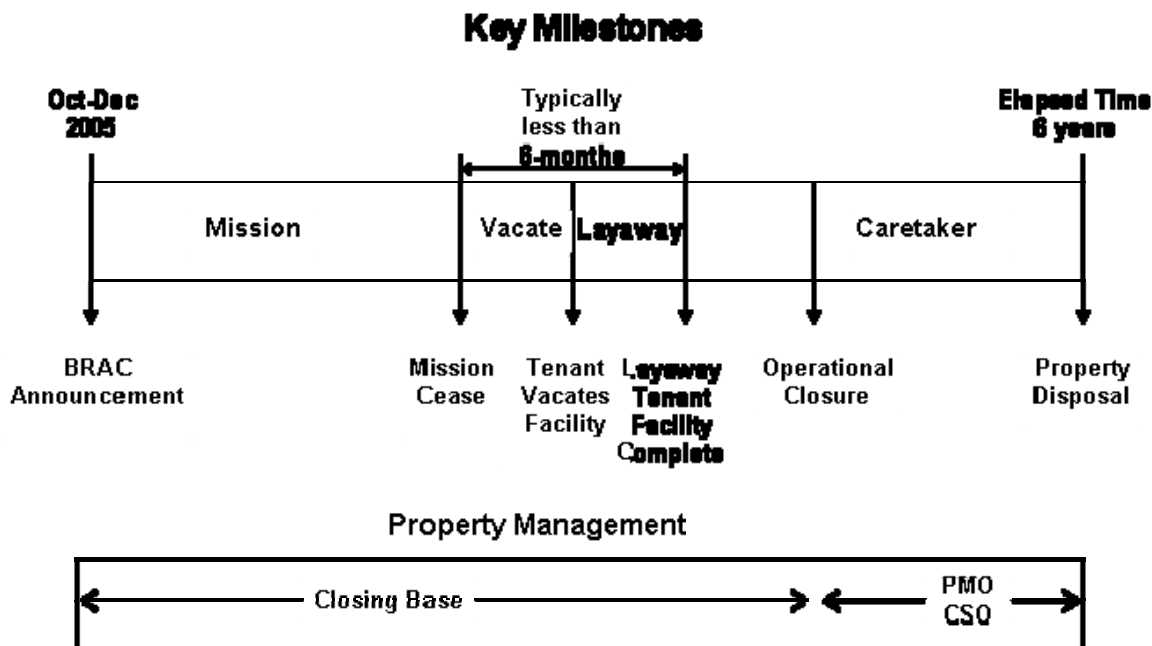 Key Milestones
Oct-Dec
2005
Typically
less than
6-months
Elapsed Time
6 years
Mission
Vacate
Layaway
Caretaker
BRAC
Announcement
Mission
Cease
Tenant
Vacates
Facility
Layaway
Tenant
Facility
Complete
Operational
Closure
Property
Disposal
Property Management
Closing Base
PMO
CSO